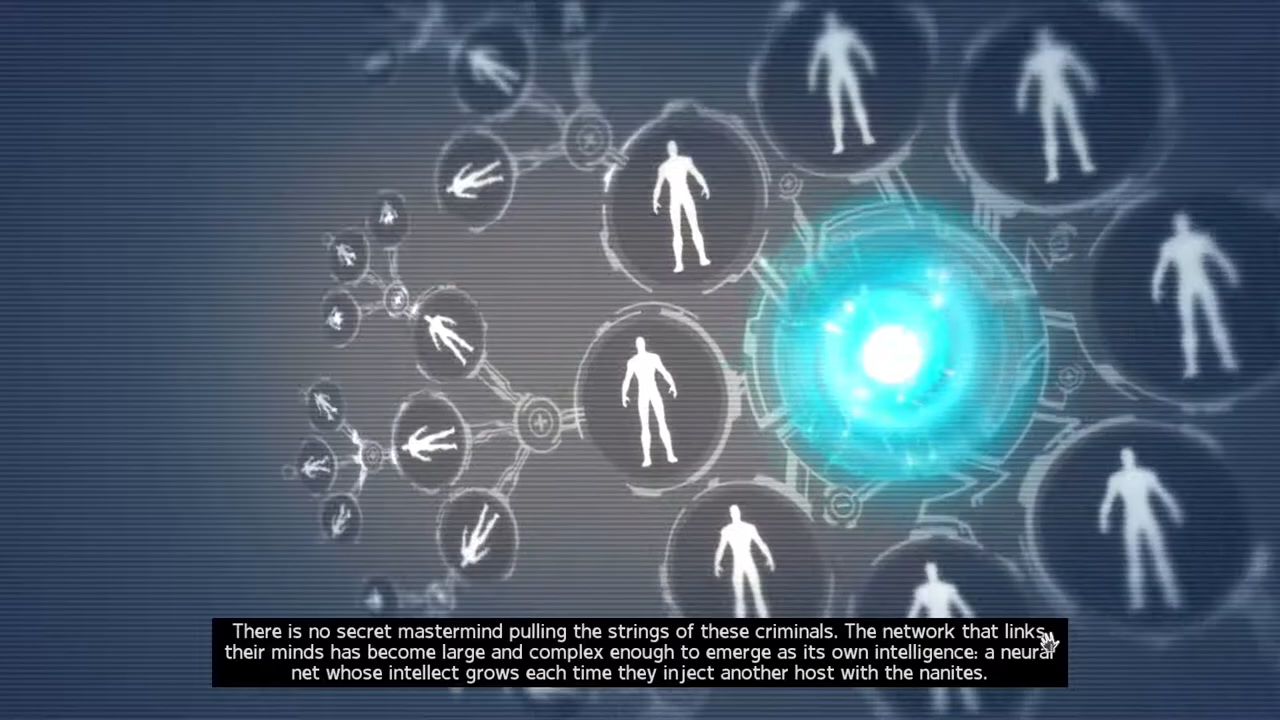 There is no secret mastermind pulling the strings of these criminals. The network that links
their minds has become large and complex enough to emerge as its own intelligence: a neural
net whose intellect grows each time they inject another host with the nanites.